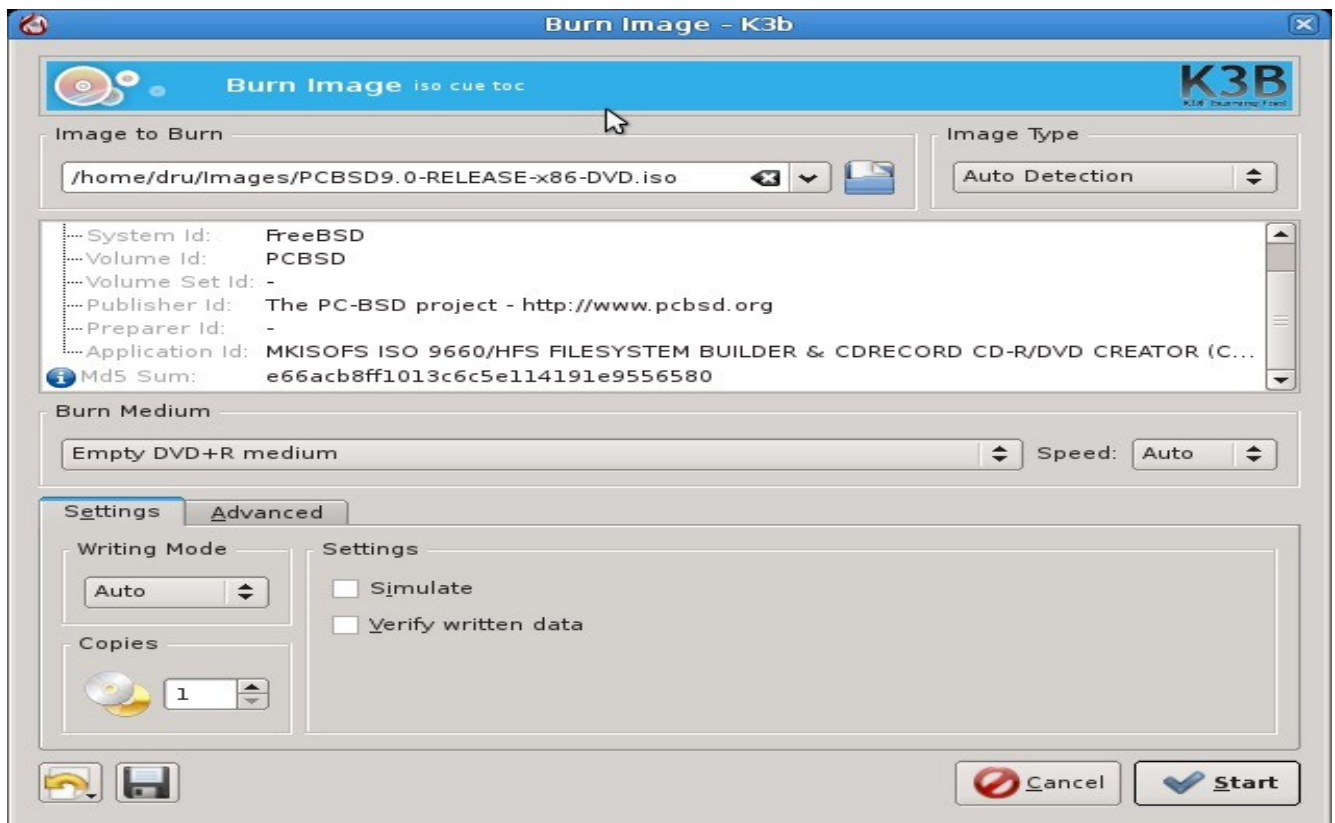 Burn Image – K3b
Burn Image iso cue toc
K3B
Image to Burn
Image Type
/home/dru/Images/PCBSD9.0-RELEASE-x86-DVD.iso
Auto Detection
System Id: FreeBSD
Volume Id: PCBSD
Volume Set Id: -
Publisher Id: The PC-BSD project - http://www.pcbsd.org
Preparer Id: -
Application Id: MKISOFS ISO 9660/HFS FILESYSTEM BUILDER & CDRECORD CD-R/DVD CREATOR (C...
Md5 Sum: e66acb8ff1013c6c5e114191e9556580
Burn Medium
Empty DVD+R medium
Speed: Auto
Settings Advanced
Writing Mode
Settings
Auto
Simulate
Verify written data
Copies
1
Cancel
Start